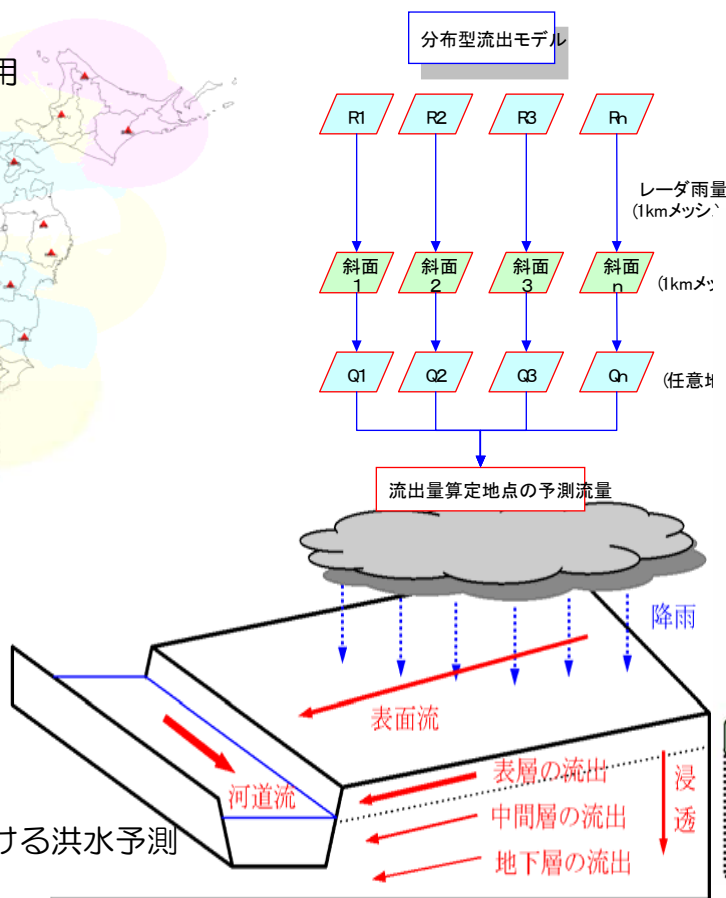 分布型流出モデル
用
R1 R2 R3 Rn
レーダ雨量
(1kmメッシ
斜面 斜面 斜面 斜面
1 2 3 n
(1kmメッ
Q1 Q2 Q3 Qn
(任意地
流出量算定地点の予測流量
降雨
表面流
河道流
表層の流出
浸透
中間層の流出
地下層の流出
ける洪水予測